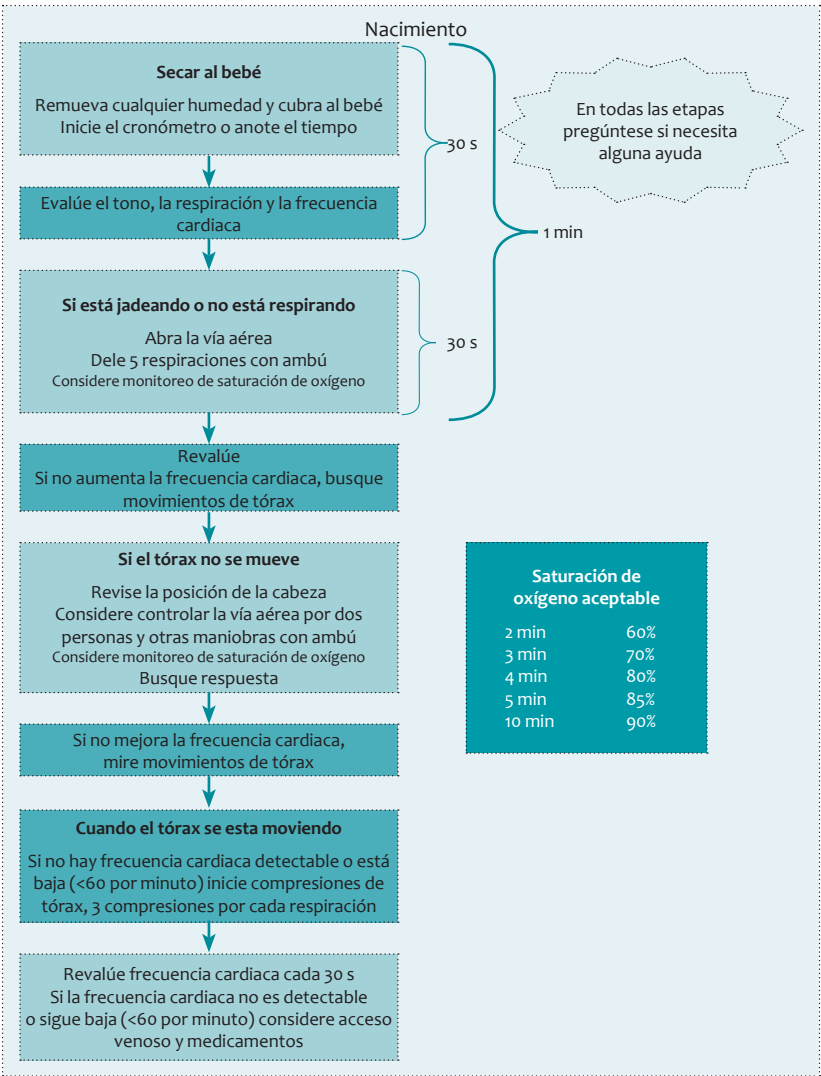 Nacimiento
Secar al bebé
Remueva cualquier humedad y cubra al bebé
Inicie el cronómetro o anote el tiempo
30 s
En todas las etapas
pregúntese si necesita
alguna ayuda
Evalúe el tono, la respiración y la frecuencia
cardiaca
1 min
Si está jadeando o no está respirando
Abra la vía aérea
Dele 5 respiraciones con ambú
Considere monitoreo de saturación de oxígeno
30 s
Revalúe
Si no aumenta la frecuencia cardiaca, busque
movimientos de tórax
Si el tórax no se mueve
Revise la posición de la cabeza
Considere controlar la vía aérea por dos
personas y otras maniobras con ambú
Considere monitoreo de saturación de oxígeno
Busque respuesta
Saturación de
oxígeno aceptable
2 min 60%
3 min 70%
4 min 80%
5 min 85%
10 min 90%
Si no mejora la frecuencia cardiaca,
mire movimientos de tórax
Cuando el tórax se esta moviendo
Si no hay frecuencia cardiaca detectable o está
baja (<60 por minuto) inicie compresiones de
tórax, 3 compresiones por cada respiración
Revalúe frecuencia cardiaca cada 30 s
Si la frecuencia cardiaca no es detectable
o sigue baja (<60 por minuto) considere acceso
venoso y medicamentos